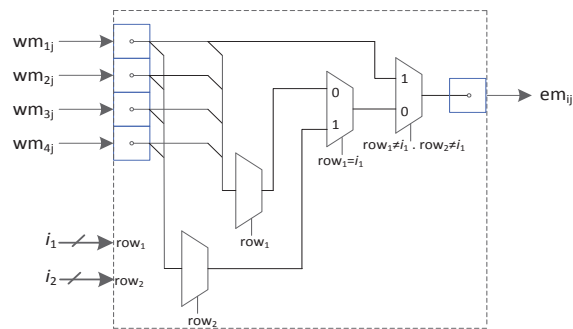 wm₁ⱼ
wm₂ⱼ
wm₃ⱼ
wm₄ⱼ
1
0
0
1
emᵢⱼ
row₁≠i₁ . row₂≠i₁
row₁=i₁
row₁
i₁ row₁
i₂ row₂
row₂